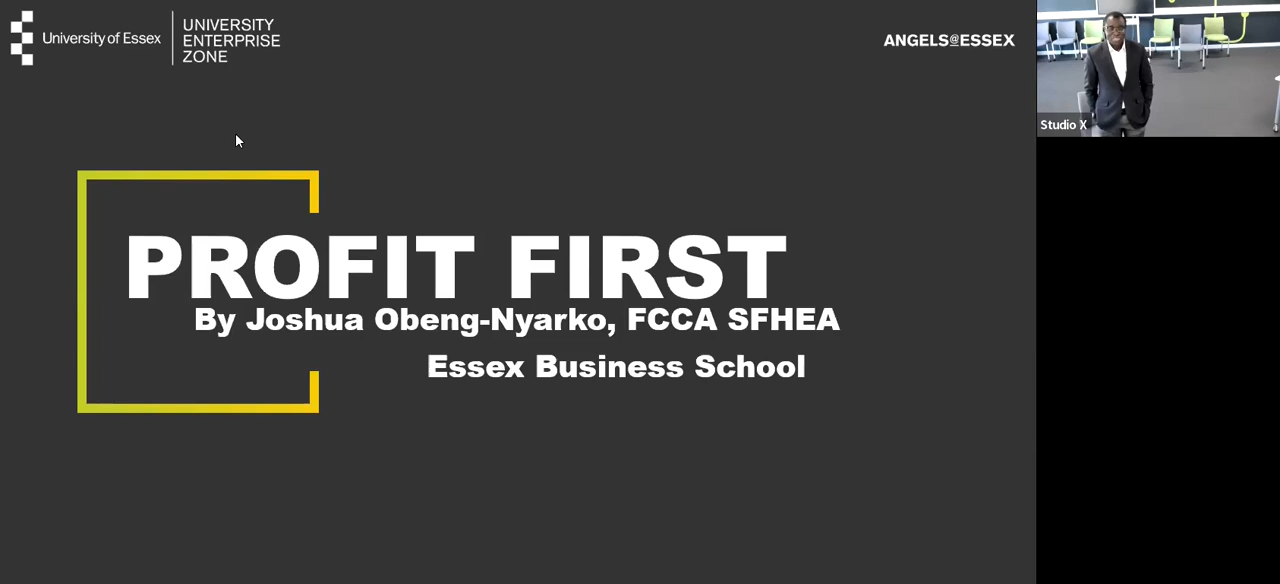 University of Essex
UNIVERSITY
ENTERPRISE
ZONE
ANGELS@ESSEX
Studio X
PROFIT FIRST
By Joshua Obeng-Nyarko, FCCA SFHEA
Essex Business School